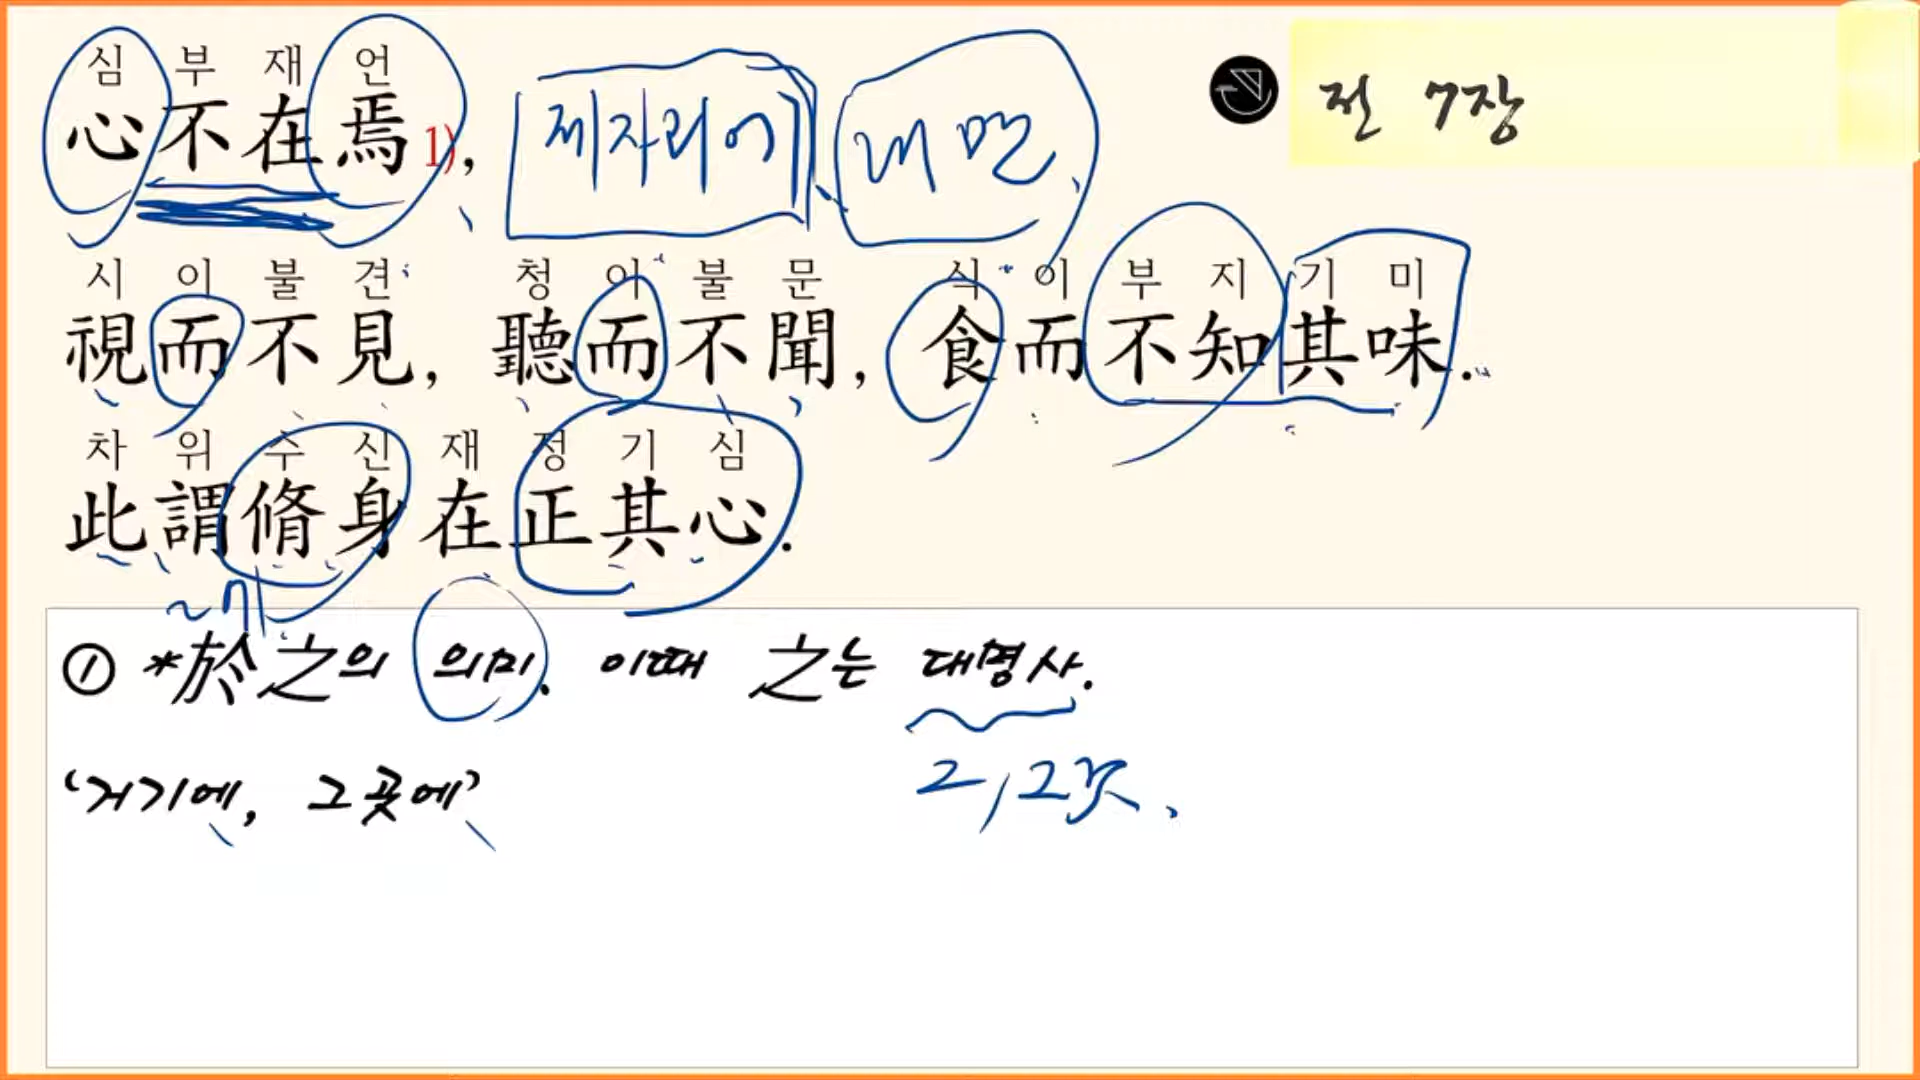 심 부 재 언
心不在焉1), 제자리에
전 7장
시 이 불 견 청 이 불 문 식 이 부 지 기 미
視而不見, 聽而不聞, 食而不知其味.
차 위 수 신 재 정 기 심
此謂脩身在正其心.
① *於之의 의미. 이때 之는 대명사.
‘거기에, 그곳에’
그, 그것.